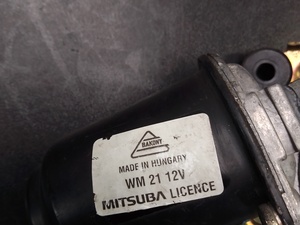 BAKONY
MADE IN HUNGARY
WM 21 12V
MITSUBA LICENCE